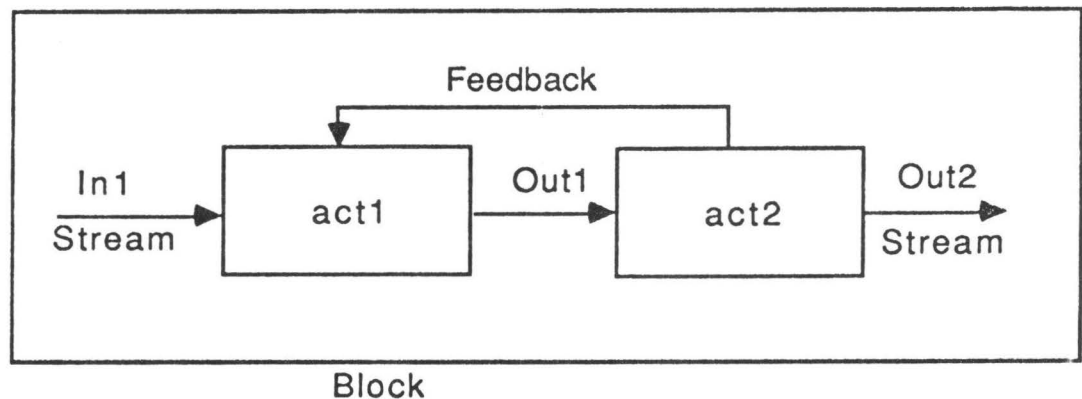 Feedback
In1
Stream
act1
Out1
act2
Out2
Stream
Block